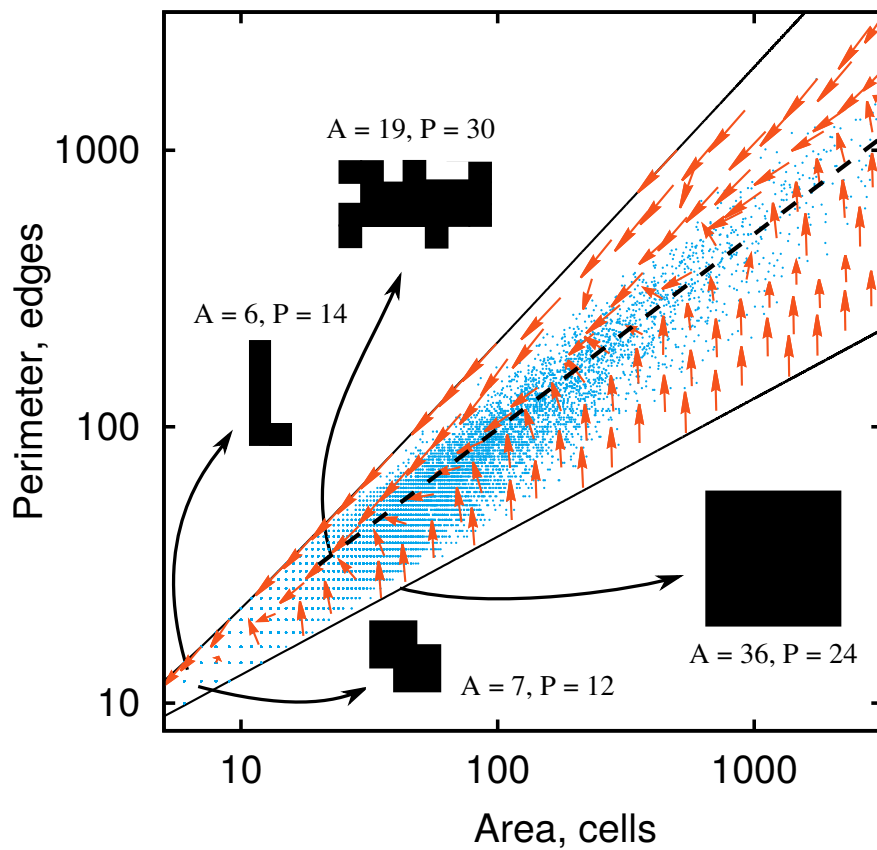 1000
A = 19, P = 30
A = 6, P = 14
Perimeter, edges
100
A = 36, P = 24
A = 7, P = 12
10
10 100 1000
Area, cells